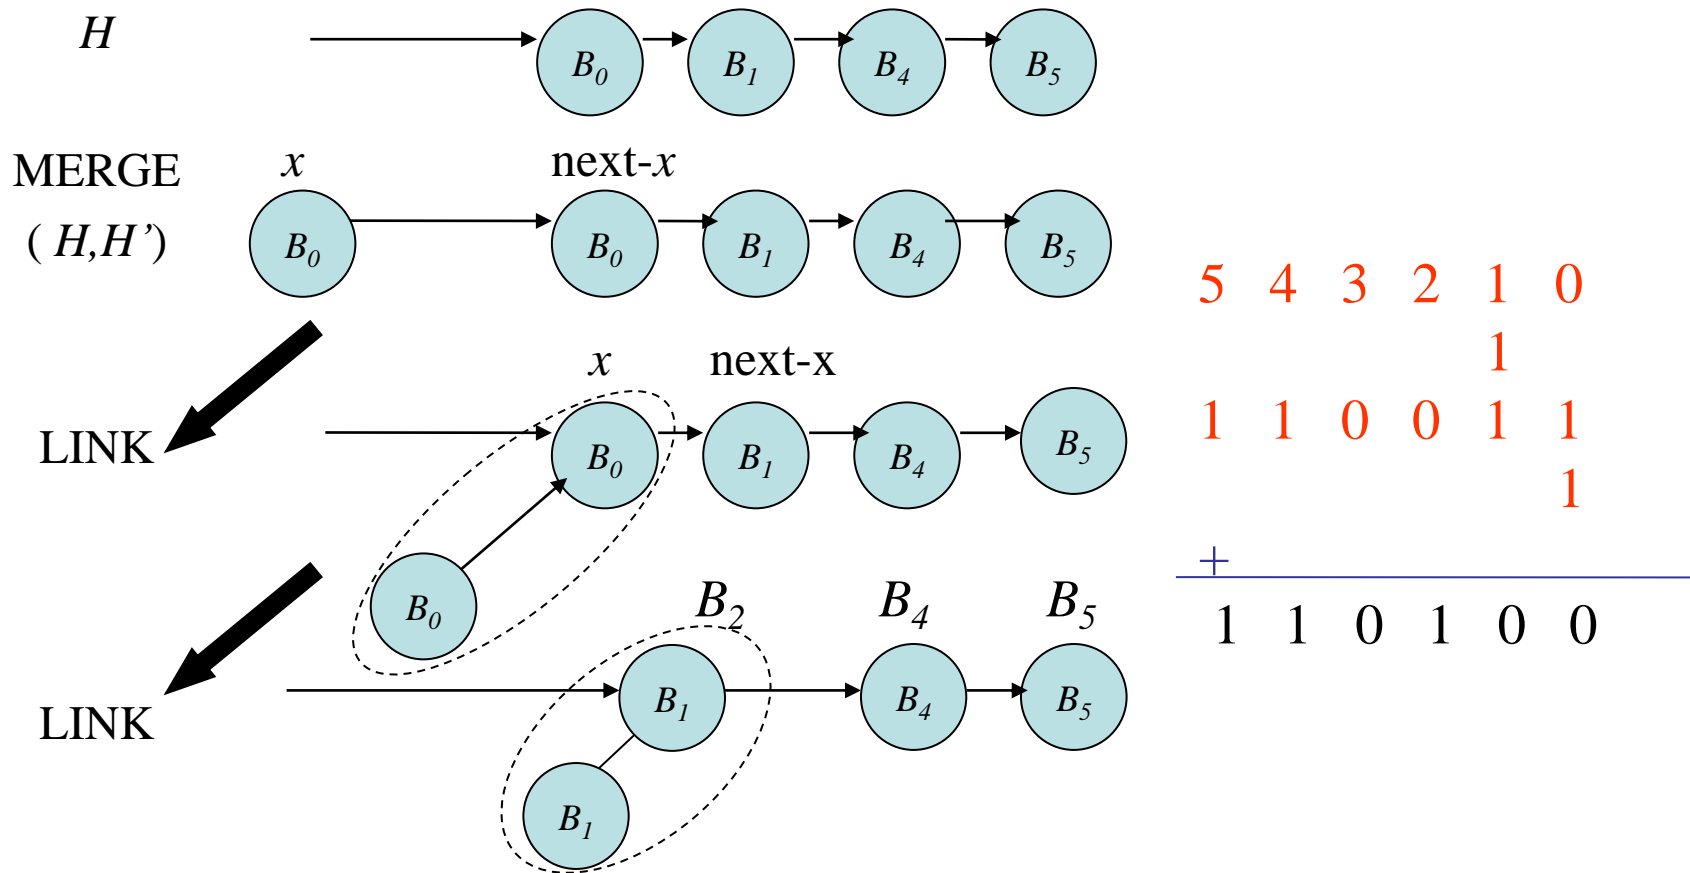 H
B0 B1 B4 B5
MERGE
( H,H’)
x next-x
B0 B0 B1 B4 B5
LINK
x next-x
B0 B1 B4 B5
B0
LINK
B2 B4 B5
B1 B4 B5
B1
5 4 3 2 1 0
1
1 1 0 0 1 1
1
+
1 1 0 1 0 0